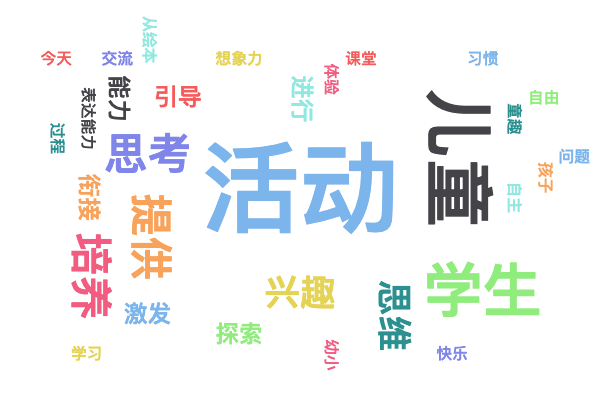 从绘本
今天
交流
想象力
课堂
习惯
体验
能力
引导
进行
表达能力
儿童
自由
童趣
过程
思考
活动
问题
衔接
孩子
提供
自主
培养
兴趣
思维
学生
激发
探索
学习
幼小
快乐